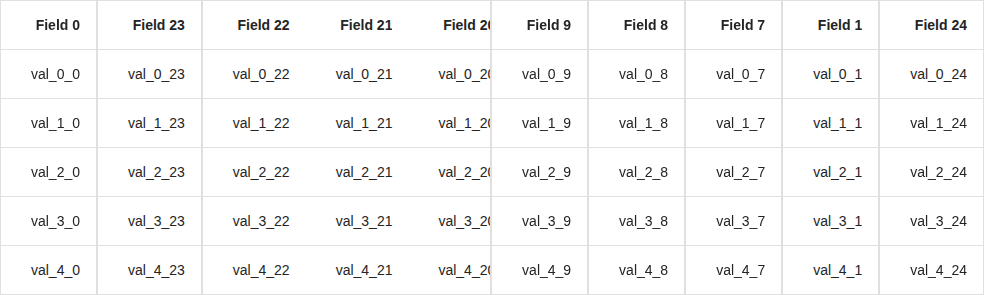 Field 0 Field 23 Field 22 Field 21 Field 9 Field 8 Field 7 Field 1 Field 24
val_0_0 val_0_23 val_0_22 val_0_21 val_0_9 val_0_8 val_0_7 val_0_1 val_0_24
val_1_0 val_1_23 val_1_22 val_1_21 val_1_9 val_1_8 val_1_7 val_1_1 val_1_24
val_2_0 val_2_23 val_2_22 val_2_21 val_2_9 val_2_8 val_2_7 val_2_1 val_2_24
val_3_0 val_3_23 val_3_22 val_3_21 val_3_9 val_3_8 val_3_7 val_3_1 val_3_24
val_4_0 val_4_23 val_4_22 val_4_21 val_4_9 val_4_8 val_4_7 val_4_1 val_4_24